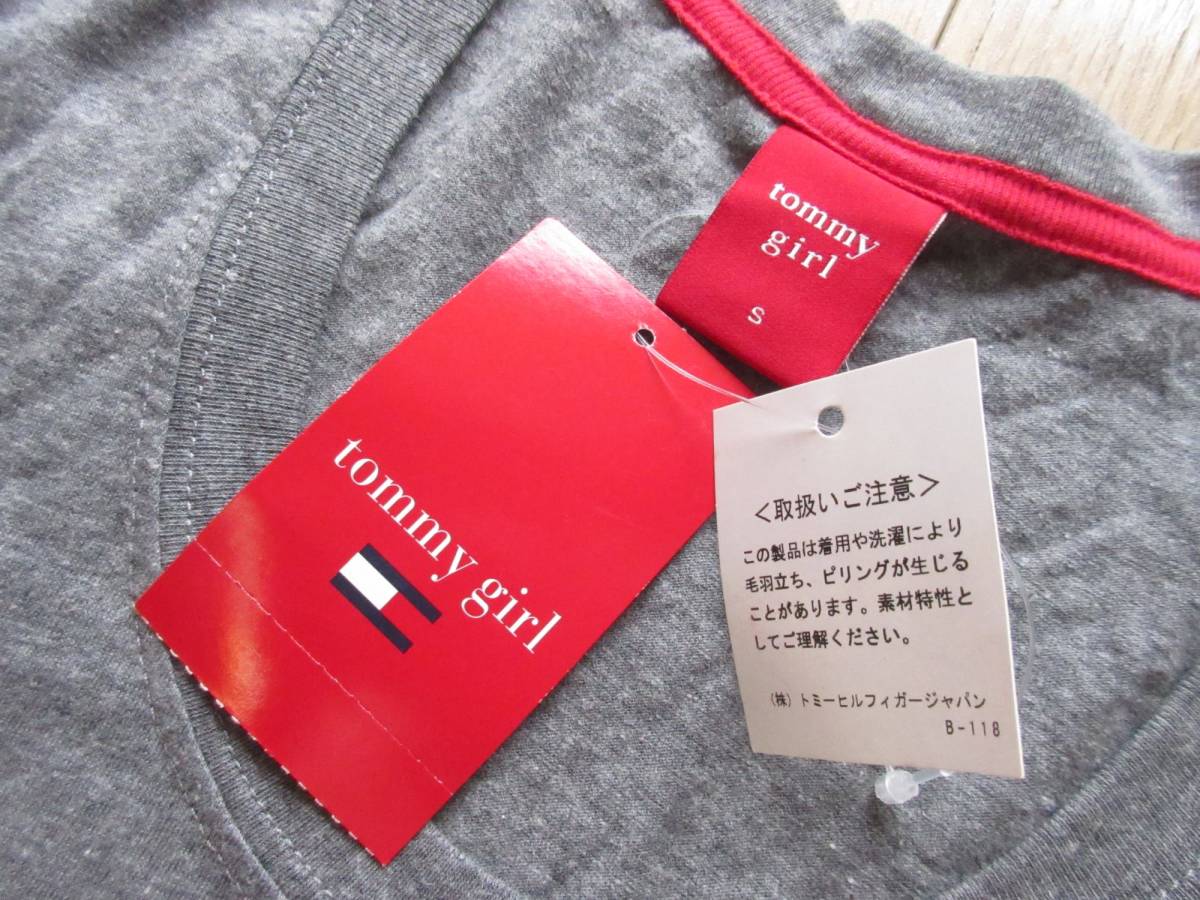 tommy
girl
s
tommy girl
＜取扱いご注意＞
この製品は着用や洗濯により
毛羽立ち、ピリングが生じる
ことがあります。素材特性と
してご理解ください。
(株) トミーヒルフィガージャパン
B-118